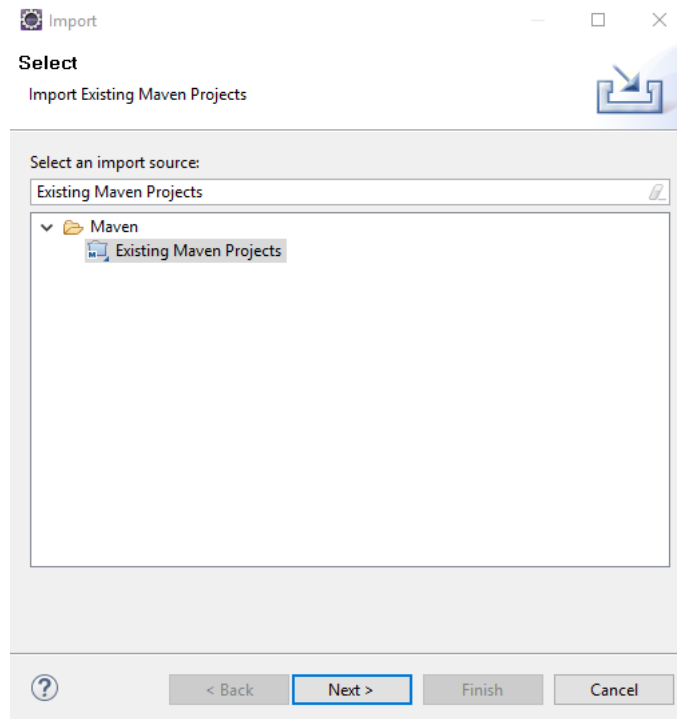 Import
Select
Import Existing Maven Projects
Select an import source:
Existing Maven Projects
Maven
Existing Maven Projects
? < Back Next > Finish Cancel